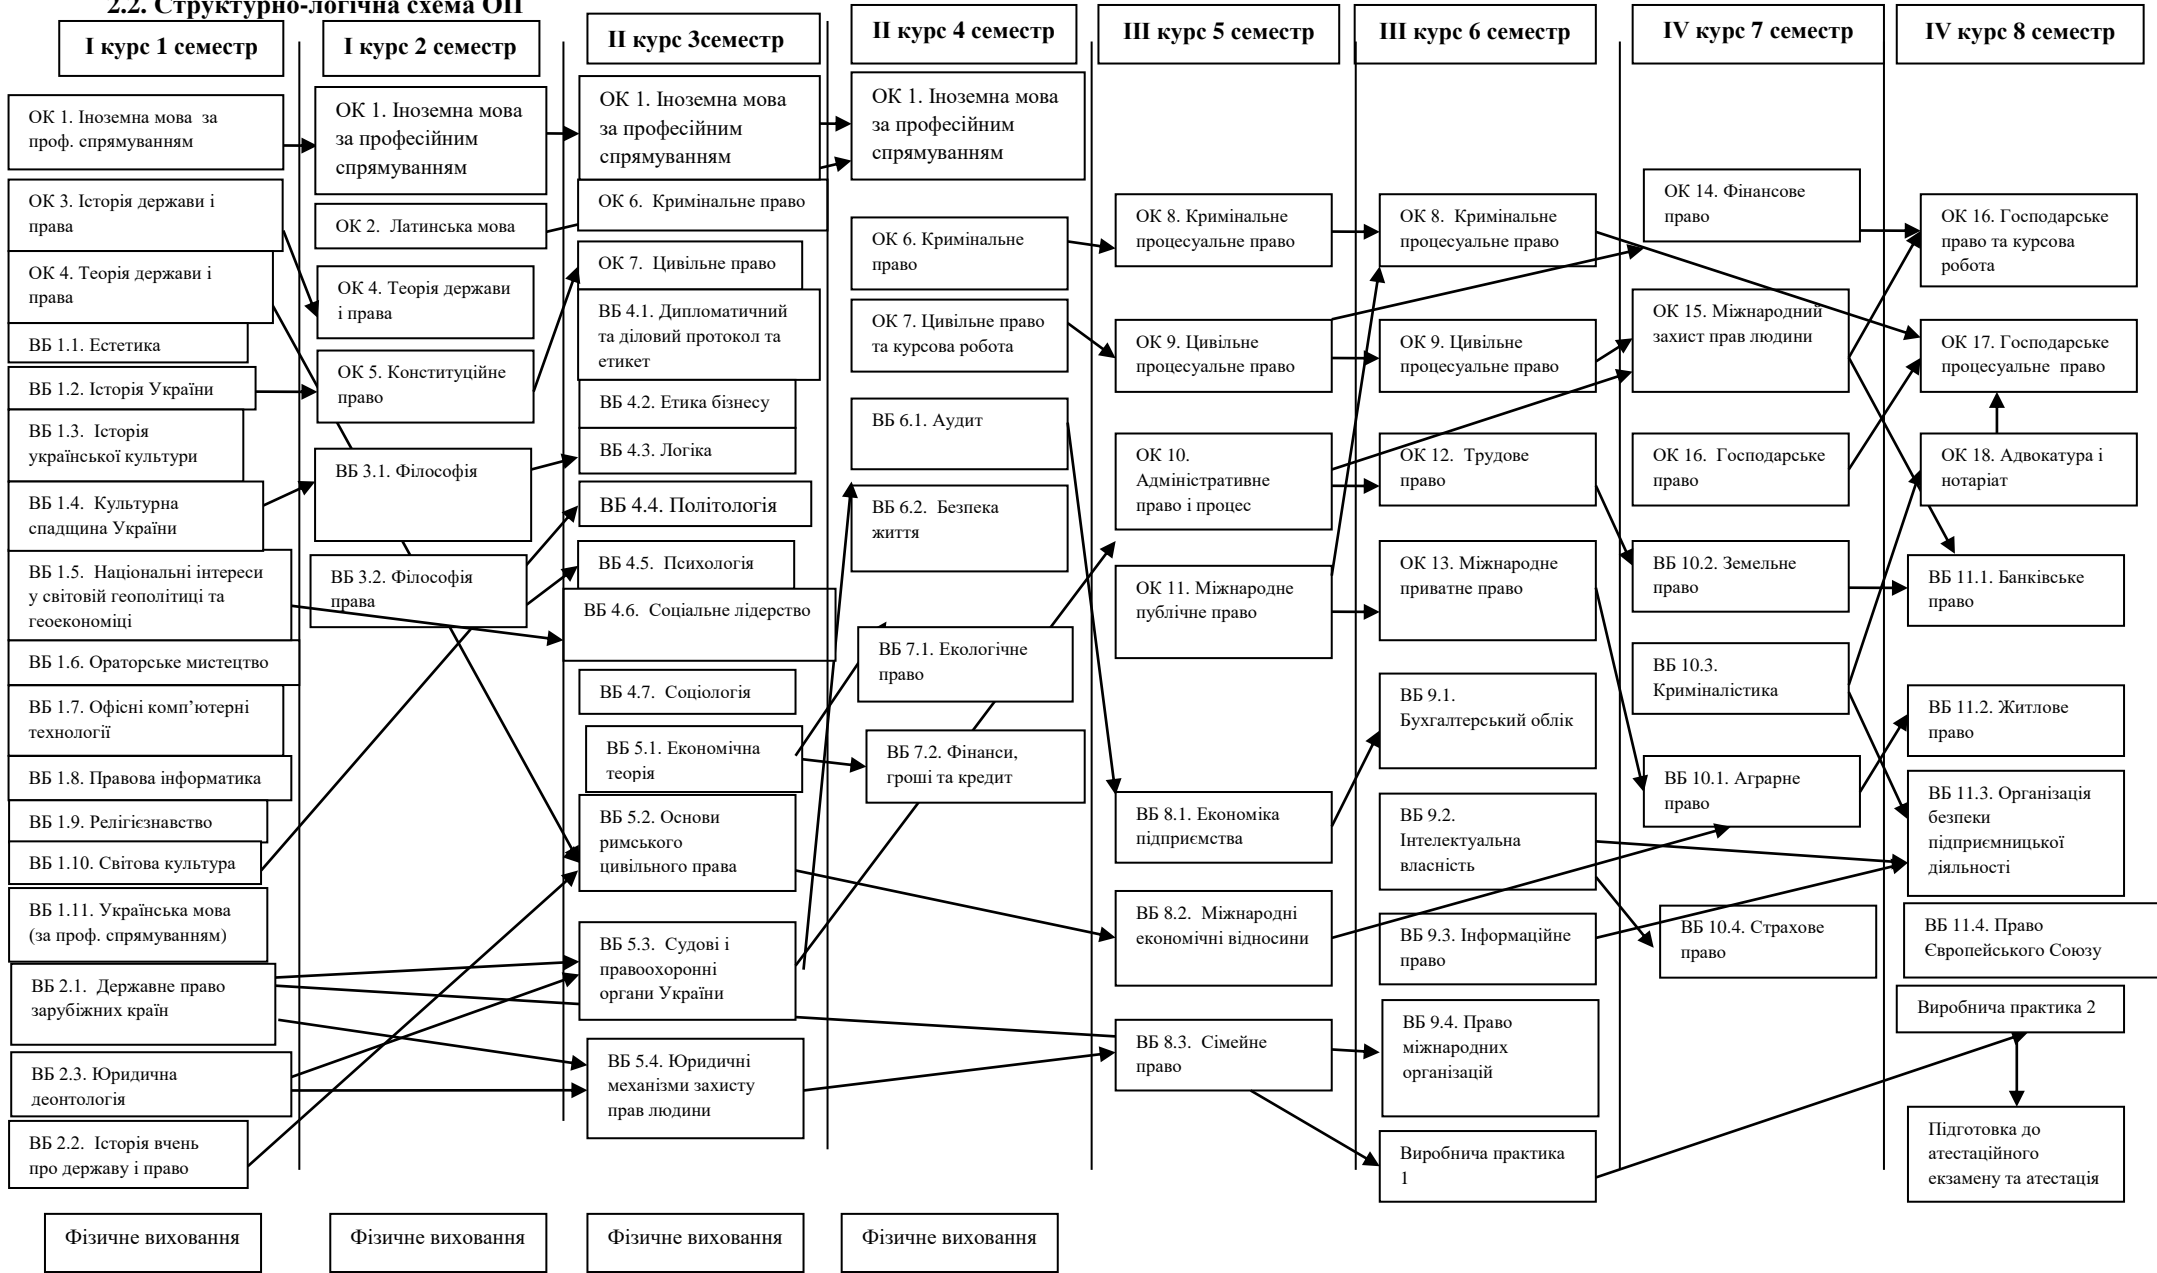 2.2. Структурно-логічна схема ОП
І курс 1 семестр
ОК 1. Іноземна мова за
проф. спрямуванням
ОК 3. Історія держави і
права
ОК 4. Теорія держави і
права
ВБ 1.1. Естетика
ВБ 1.2. Історія України
ВБ 1.3. Історія
української культури
ВБ 1.4. Культурна
спадщина України
ВБ 1.5. Національні інтереси
у світовій геополітиці та
геоекономіці
ВБ 1.6. Ораторське мистецтво
ВБ 1.7. Офісні комп’ютерні
технології
ВБ 1.8. Правова інформатика
ВБ 1.9. Релігієзнавство
ВБ 1.10. Світова культура
ВБ 1.11. Українська мова
(за проф. спрямуванням)
ВБ 2.1. Державне право
зарубіжних країн
ВБ 2.3. Юридична
деонтологія
ВБ 2.2. Історія вчень
про державу і право
Фізичне виховання
І курс 2 семестр
ОК 1. Іноземна мова
за професійним
спрямуванням
ОК 2. Латинська мова
ОК 4. Теорія держави
і права
ОК 5. Конституційне
право
ВБ 3.1. Філософія
ВБ 3.2. Філософія
права
Фізичне виховання
ІІ курс 3семестр
ОК 1. Іноземна мова
за професійним
спрямуванням
ОК 6. Кримінальне право
ОК 7. Цивільне право
ВБ 4.1. Дипломатичний
та діловий протокол та
етикет
ВБ 4.2. Етика бізнесу
ВБ 4.3. Логіка
ВБ 4.4. Політологія
ВБ 4.5. Психологія
ВБ 4.6. Соціальне лідерство
ВБ 4.7. Соціологія
ВБ 5.1. Економічна
теорія
ВБ 5.2. Основи
римського
цивільного права
ВБ 5.3. Судові і
правоохоронні
органи України
ВБ 5.4. Юридичні
механізми захисту
прав людини
Фізичне виховання
ІІ курс 4 семестр
ОК 1. Іноземна мова
за професійним
спрямуванням
ОК 6. Кримінальне
право
ОК 7. Цивільне право
та курсова робота
ВБ 6.1. Аудит
ВБ 6.2. Безпека
життя
ВБ 7.1. Екологічне
право
ВБ 7.2. Фінанси,
гроші та кредит
Фізичне виховання
ІІІ курс 5 семестр
ОК 8. Кримінальне
процесуальне право
ОК 9. Цивільне
процесуальне право
ОК 10.
Адміністративне
право і процес
ОК 11. Міжнародне
публічне право
ВБ 8.1. Економіка
підприємства
ВБ 8.2. Міжнародні
економічні відносини
ВБ 8.3. Сімейне
право
ІІІ курс 6 семестр
ОК 8. Кримінальне
процесуальне право
ОК 9. Цивільне
процесуальне право
ОК 12. Трудове
право
ОК 13. Міжнародне
приватне право
ВБ 9.1.
Бухгалтерський облік
ВБ 9.2.
Інтелектуальна
власність
ВБ 9.3. Інформаційне
право
ВБ 9.4. Право
міжнародних
організацій
Виробнича практика
1
ІV курс 7 семестр
ОК 14. Фінансове
право
ОК 15. Міжнародний
захист прав людини
ОК 16. Господарське
право
ВБ 10.2. Земельне
право
ВБ 10.3.
Криміналістика
ВБ 10.1. Аграрне
право
ВБ 10.4. Страхове
право
ІV курс 8 семестр
ОК 16. Господарське
право та курсова
робота
ОК 17. Господарське
процесуальне право
ОК 18. Адвокатура і
нотаріат
ВБ 11.1. Банківське
право
ВБ 11.2. Житлове
право
ВБ 11.3. Організація
безпеки
підприємницької
діяльності
ВБ 11.4. Право
Європейського Союзу
Виробнича практика 2
Підготовка до
атестаційного
екзамену та атестація